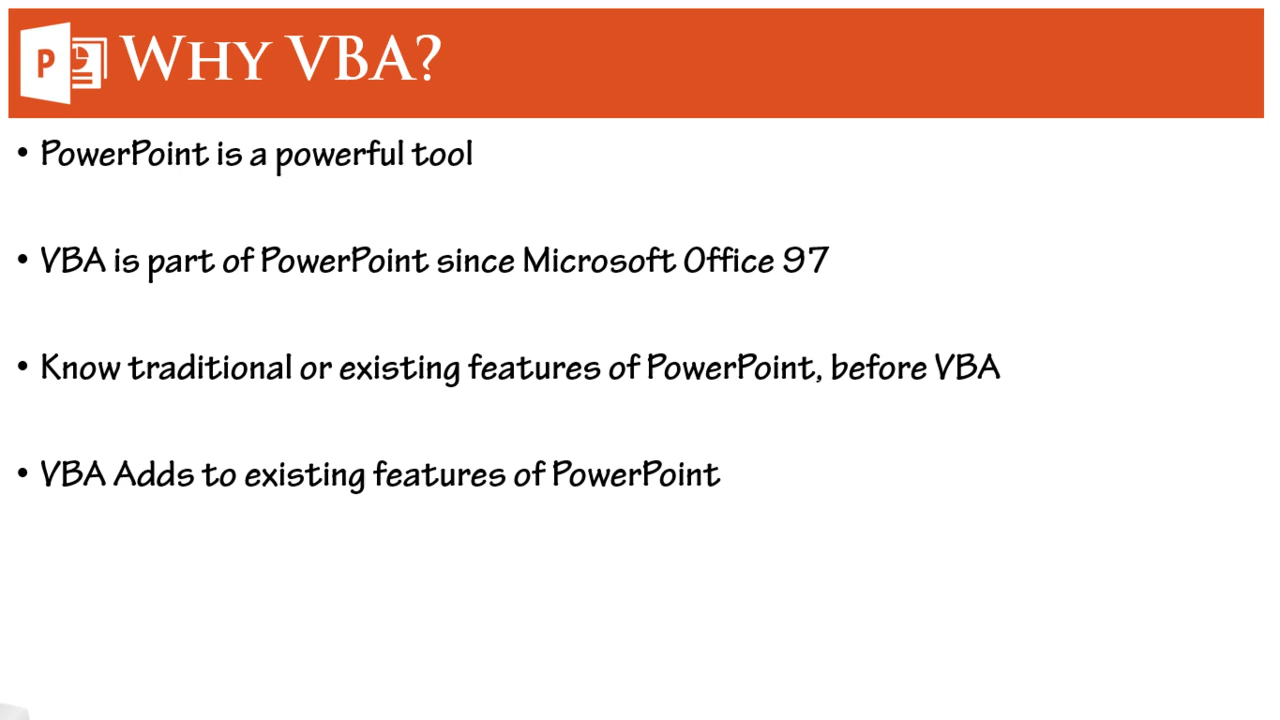 P
WHY VBA?
• PowerPoint is a powerful tool
• VBA is part of PowerPoint since Microsoft Office 97
• Know traditional or existing features of PowerPoint, before VBA
• VBA Adds to existing features of PowerPoint